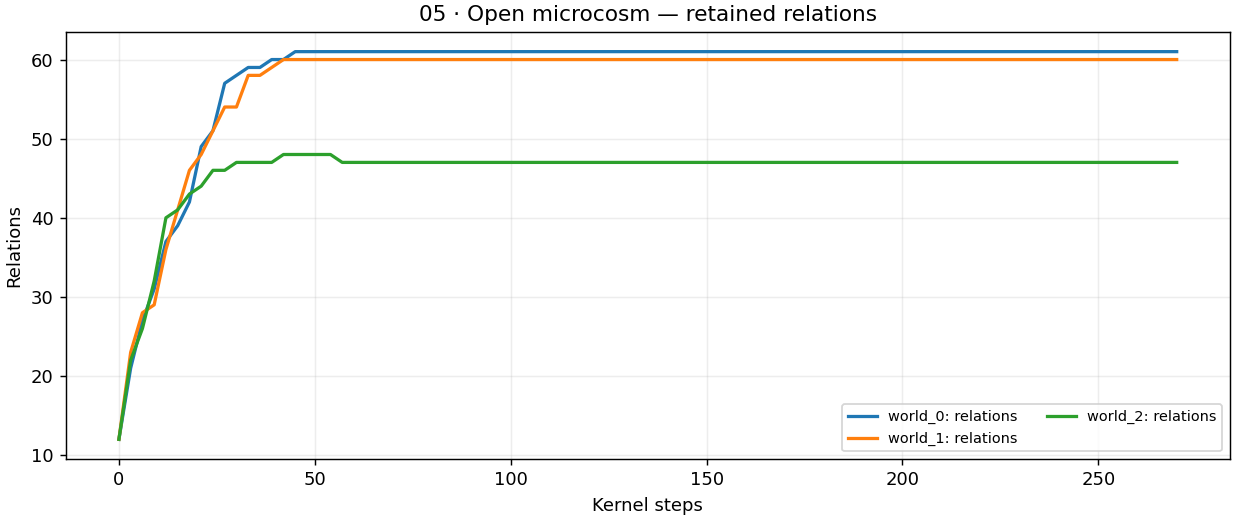 05 · Open microcosm — retained relations
Relations
60
50
40
30
20
10
0
50
100
150
200
250
Kernel steps
world_0: relations
world_1: relations
world_2: relations